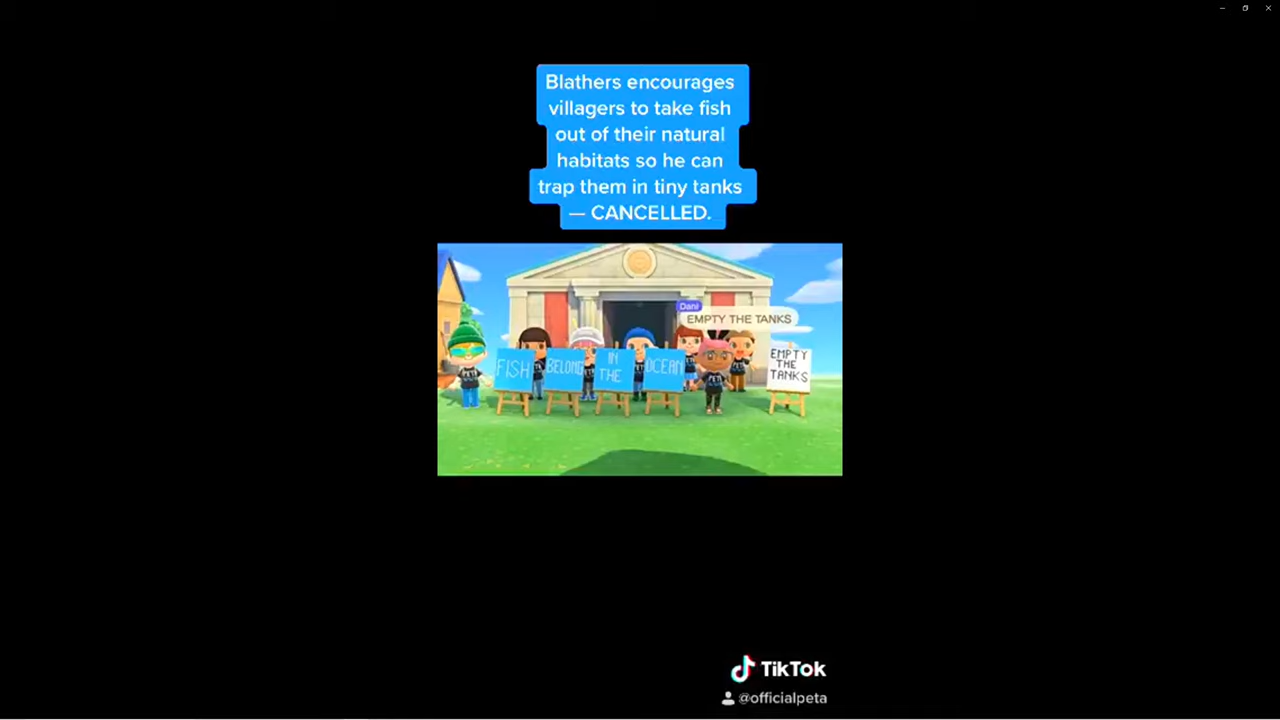 Blathers encourages
villagers to take fish
out of their natural
habitats so he can
trap them in tiny tanks
— CANCELLED.
Dani
EMPTY THE TANKS
FISH
BELONG
IN
THE
OCEAN
EMPTY
THE
TANKS
PETA
TikTok
@officialpeta